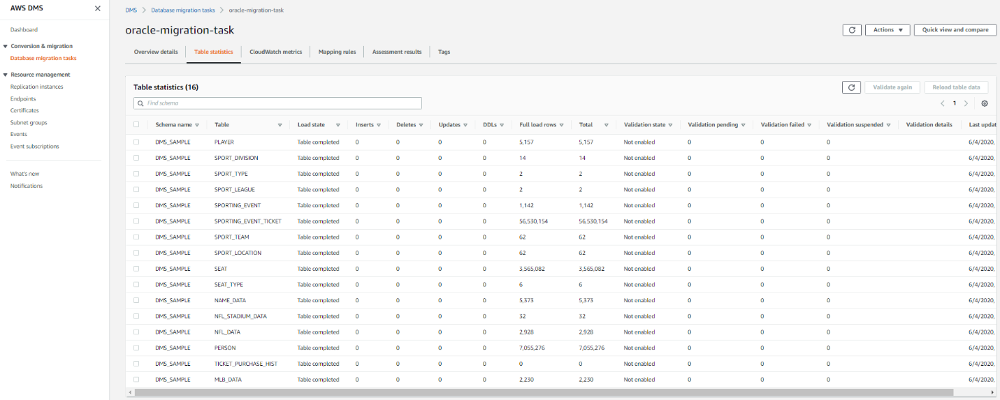 AWS DMS
Dashboard
Conversion & migration
Database migration tasks
Resource management
Replication instances
Endpoints
Certificates
Subnet groups
Events
Event subscriptions
What's new
Notifications
DMS > Database migration tasks > oracle-migration-task
oracle-migration-task
Actions Quick view and compare
Overview details Table statistics CloudWatch metrics Mapping rules Assessment results Tags
Table statistics (16)
Validate again Reload table data
Find schema
1
Schema name Table Load state Inserts Deletes Updates DDLs Full load rows Total Validation state Validation pending Validation failed Validation suspended Validation details Last updat
DMS_SAMPLE PLAYER Table completed 0 0 0 0 5,157 5,157 Not enabled 0 0 0 6/4/2020,
DMS_SAMPLE SPORT_DIVISION Table completed 0 0 0 0 14 14 Not enabled 0 0 0 6/4/2020,
DMS_SAMPLE SPORT_TYPE Table completed 0 0 0 0 2 2 Not enabled 0 0 0 6/4/2020,
DMS_SAMPLE SPORT_LEAGUE Table completed 0 0 0 0 2 2 Not enabled 0 0 0 6/4/2020,
DMS_SAMPLE SPORTING_EVENT Table completed 0 0 0 0 1,142 1,142 Not enabled 0 0 0 6/4/2020,
DMS_SAMPLE SPORTING_EVENT_TICKET Table completed 0 0 0 0 56,530,154 56,530,154 Not enabled 0 0 0 6/4/2020,
DMS_SAMPLE SPORT_TEAM Table completed 0 0 0 0 62 62 Not enabled 0 0 0 6/4/2020,
DMS_SAMPLE SPORT_LOCATION Table completed 0 0 0 0 62 62 Not enabled 0 0 0 6/4/2020,
DMS_SAMPLE SEAT Table completed 0 0 0 0 3,565,082 3,565,082 Not enabled 0 0 0 6/4/2020,
DMS_SAMPLE SEAT_TYPE Table completed 0 0 0 0 6 6 Not enabled 0 0 0 6/4/2020,
DMS_SAMPLE NAME_DATA Table completed 0 0 0 0 5,373 5,373 Not enabled 0 0 0 6/4/2020,
DMS_SAMPLE NFL_STADIUM_DATA Table completed 0 0 0 0 32 32 Not enabled 0 0 0 6/4/2020,
DMS_SAMPLE NFL_DATA Table completed 0 0 0 0 2,928 2,928 Not enabled 0 0 0 6/4/2020,
DMS_SAMPLE PERSON Table completed 0 0 0 0 7,055,276 7,055,276 Not enabled 0 0 0 6/4/2020,
DMS_SAMPLE TICKET_PURCHASE_HIST Table completed 0 0 0 0 0 0 Not enabled 0 0 0 6/4/2020,
DMS_SAMPLE MLB_DATA Table completed 0 0 0 0 2,230 2,230 Not enabled 0 0 0 6/4/2020,